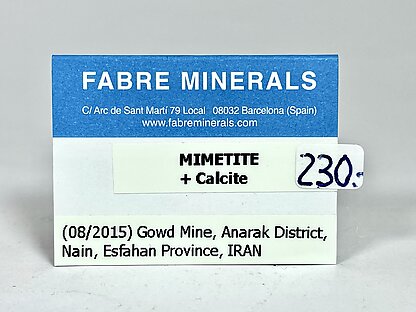 FABRE MINERALS
C/ Arc de Sant Martí 79 Local 08032 Barcelona (Spain)
www.fabreminerals.com
MIMETITE
+ Calcite
230.-
(08/2015) Gowd Mine, Anarak District,
Nain, Esfahan Province, IRAN